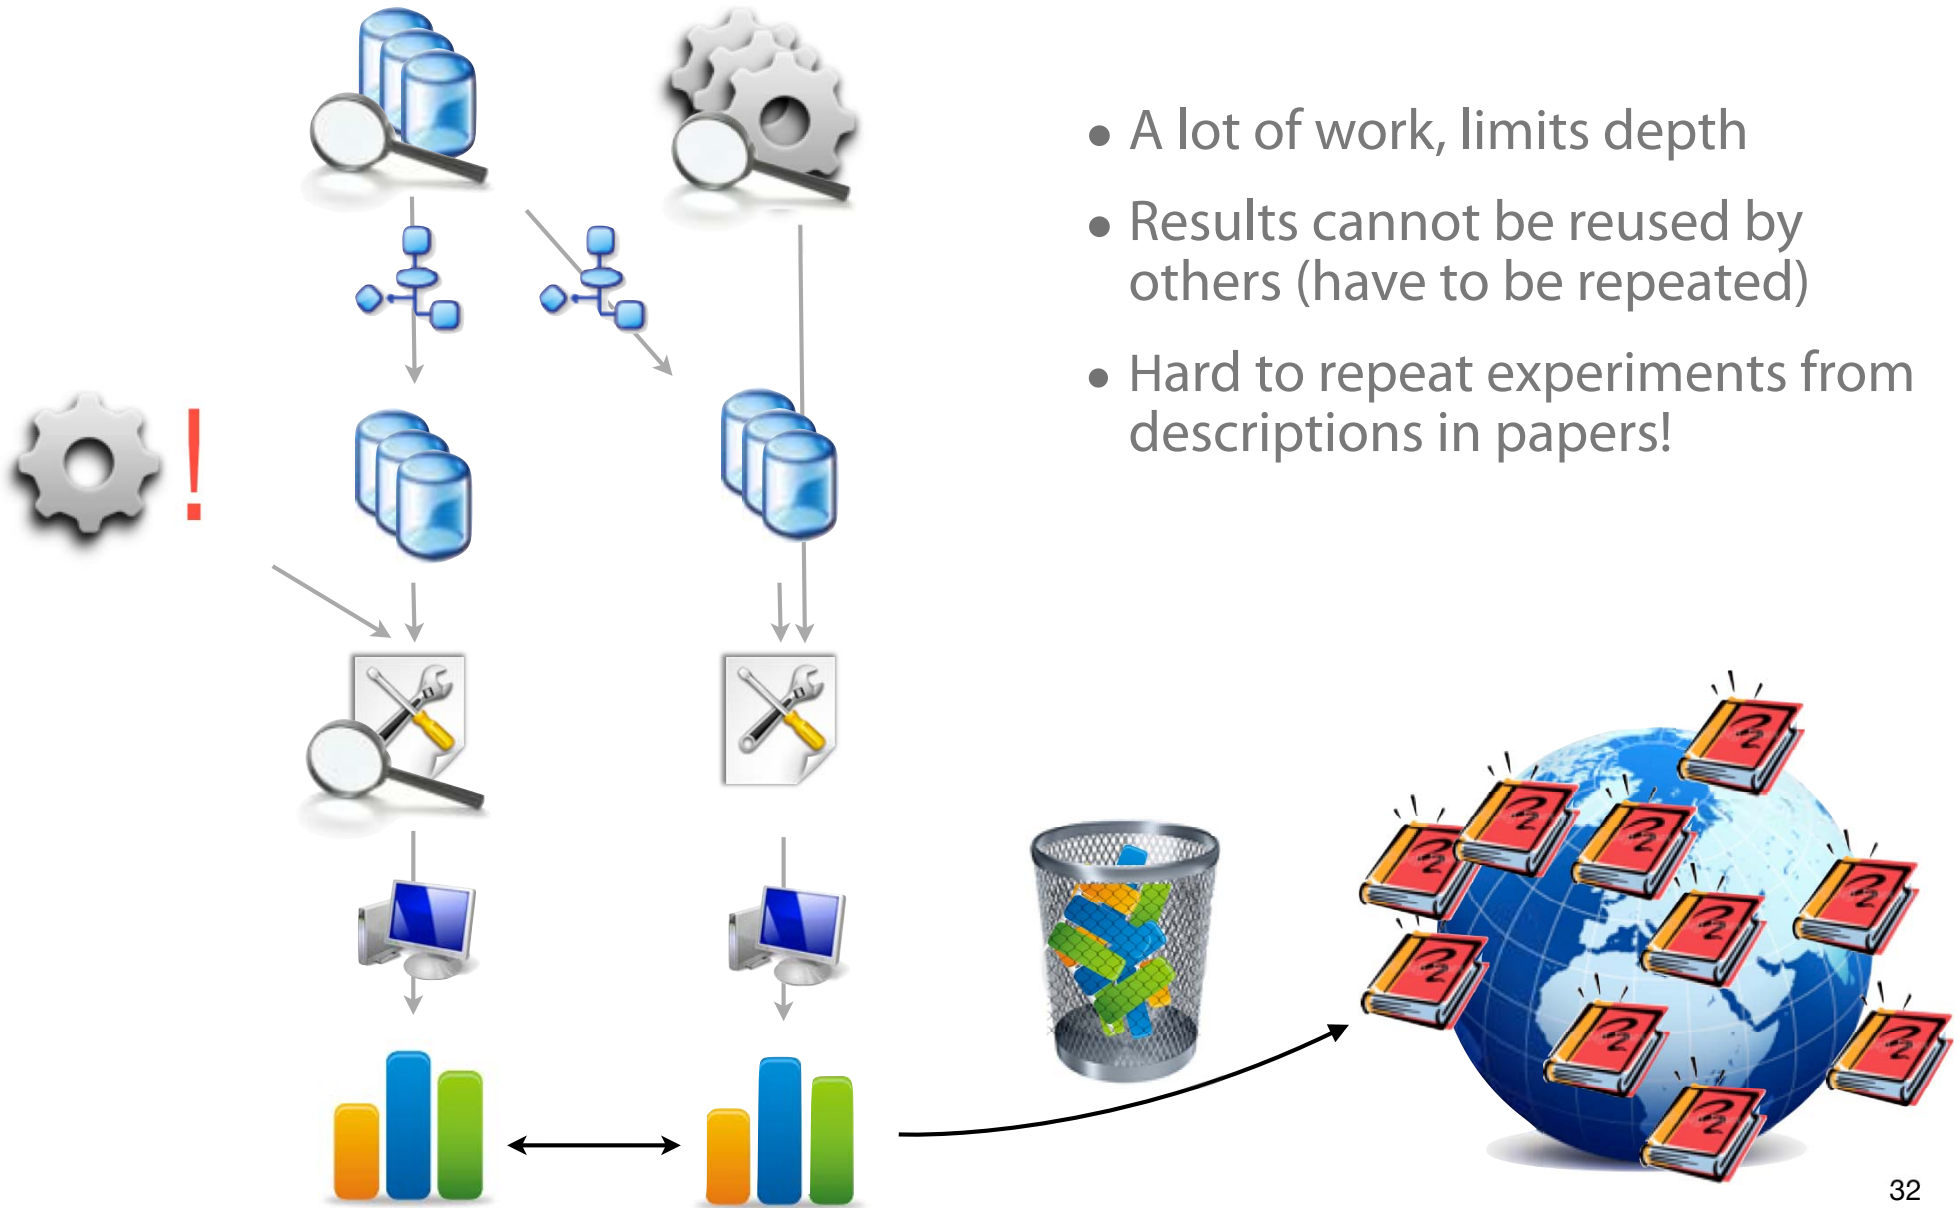 • A lot of work, limits depth
• Results cannot be reused by
others (have to be repeated)
• Hard to repeat experiments from
descriptions in papers!
!
32